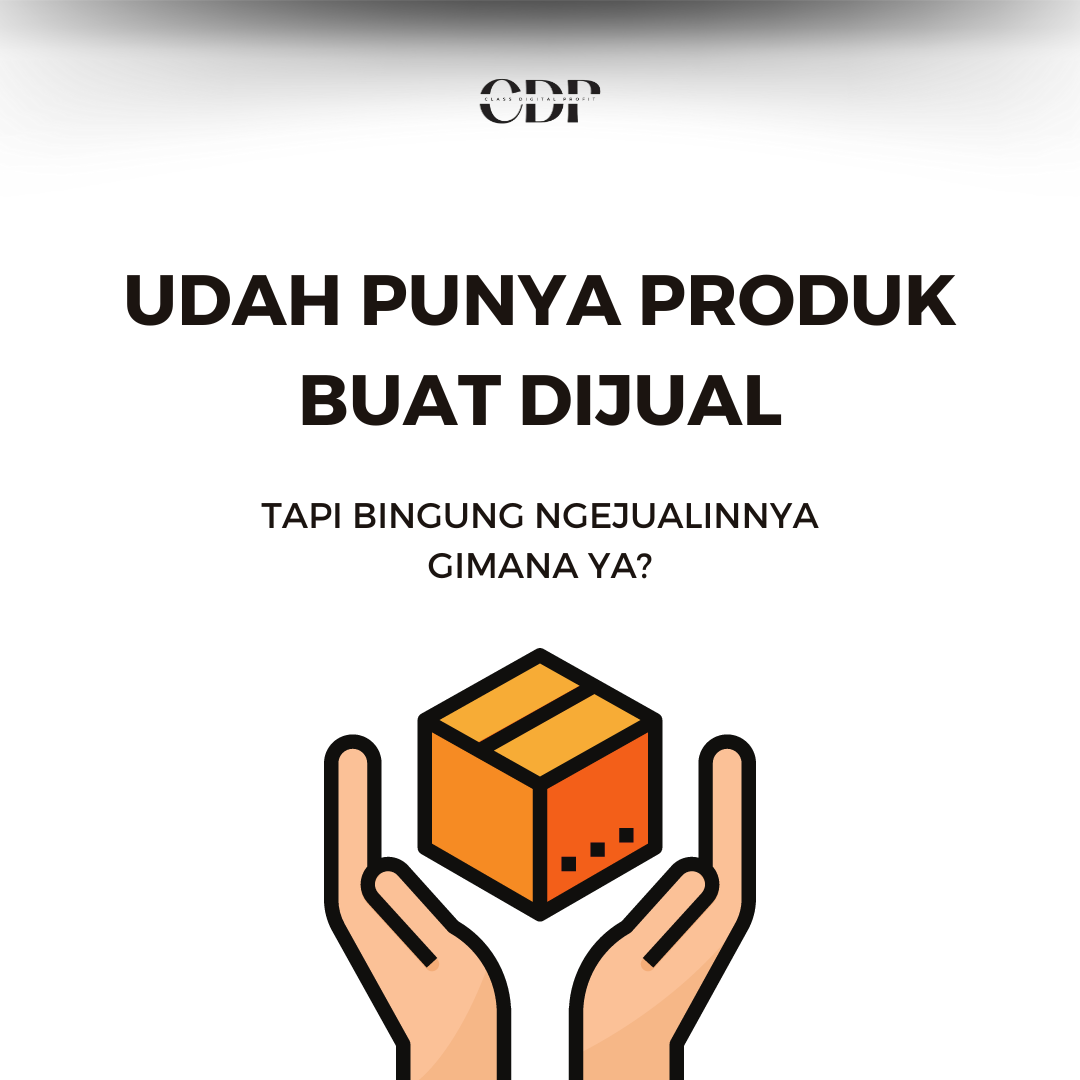 CDP
CLASS DIGITAL PROFIT
UDAH PUNYA PRODUK
BUAT DIJUAL
TAPI BINGUNG NGEJUALINNYA
GIMANA YA?